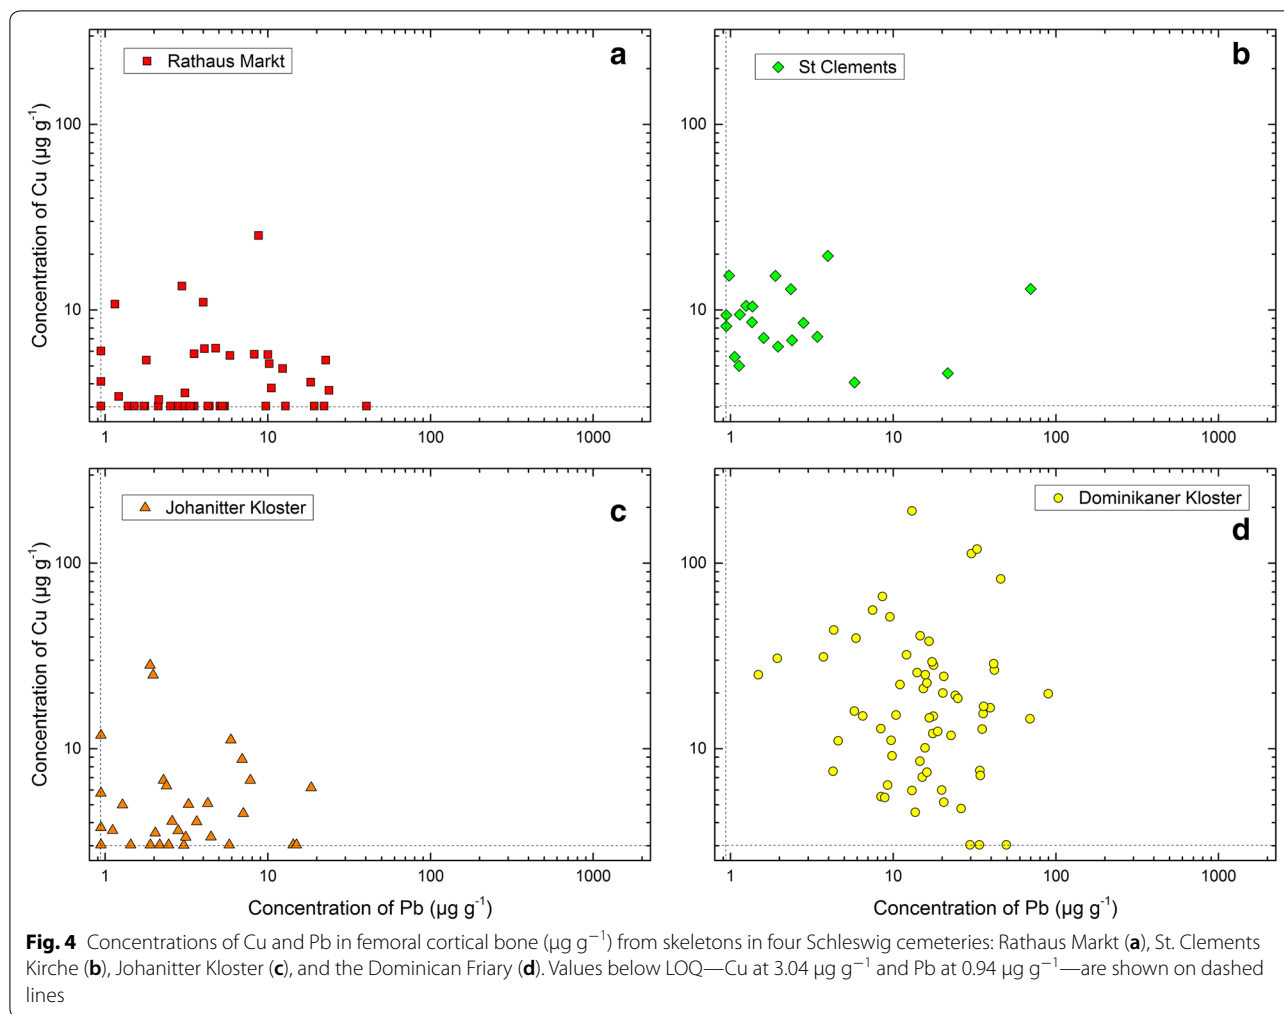 Rathaus Markt
a
100
10
Concentration of Cu (µg g⁻¹)
1
10
100
1000
St Clements
b
100
10
1
10
100
1000
Johanitter Kloster
c
100
10
Concentration of Cu (µg g⁻¹)
1
10
100
1000
Concentration of Pb (µg g⁻¹)
Dominikaner Kloster
d
100
10
1
10
100
1000
Concentration of Pb (µg g⁻¹)
Fig. 4 Concentrations of Cu and Pb in femoral cortical bone (µg g⁻¹) from skeletons in four Schleswig cemeteries: Rathaus Markt (a), St. Clements
Kirche (b), Johanitter Kloster (c), and the Dominican Friary (d). Values below LOQ—Cu at 3.04 µg g⁻¹ and Pb at 0.94 µg g⁻¹—are shown on dashed
lines